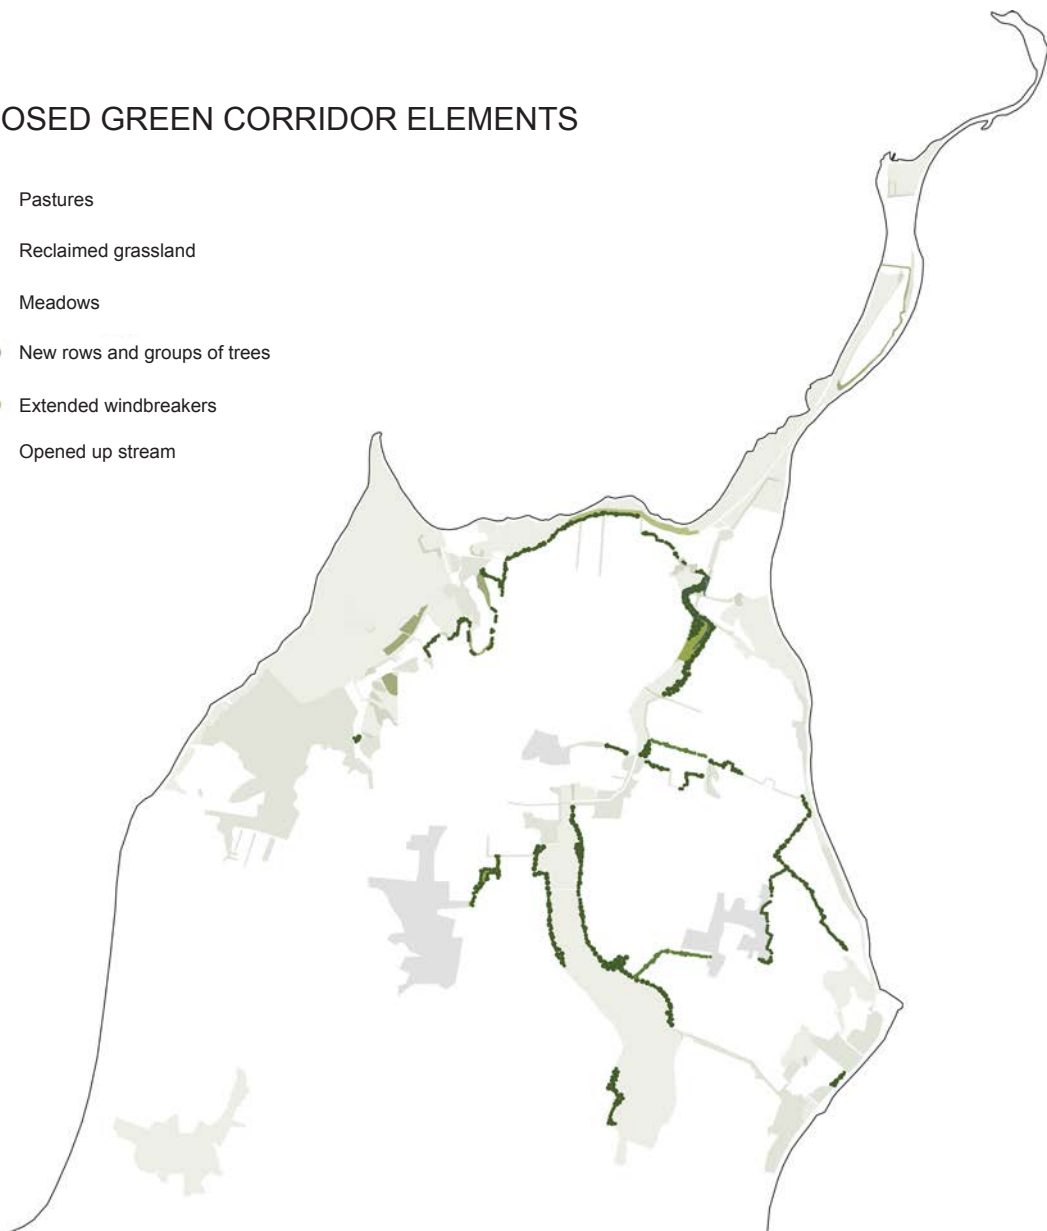 OSED GREEN CORRIDOR ELEMENTS
Pastures
Reclaimed grassland
Meadows
New rows and groups of trees
Extended windbreakers
Opened up stream